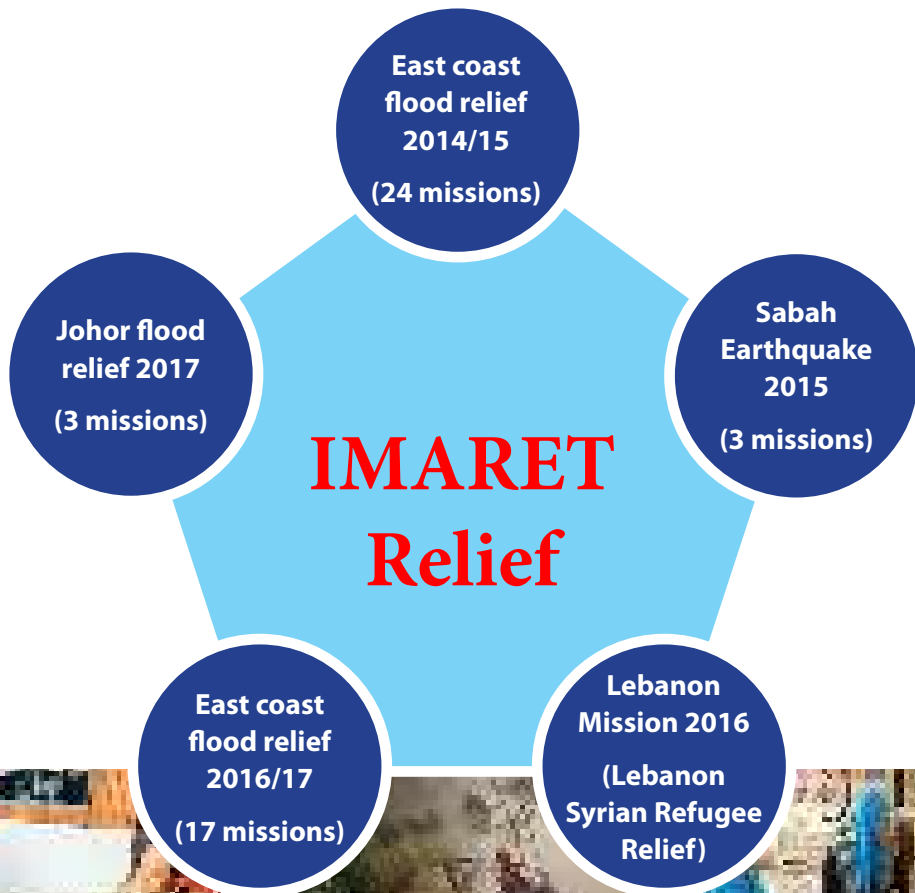 East coast
flood relief
2014/15
(24 missions)
Sabah
Earthquake
2015
(3 missions)
Lebanon
Mission 2016
(Lebanon
Syrian Refugee
Relief)
East coast
flood relief
2016/17
(17 missions)
Johor flood
relief 2017
(3 missions)
IMARET
Relief